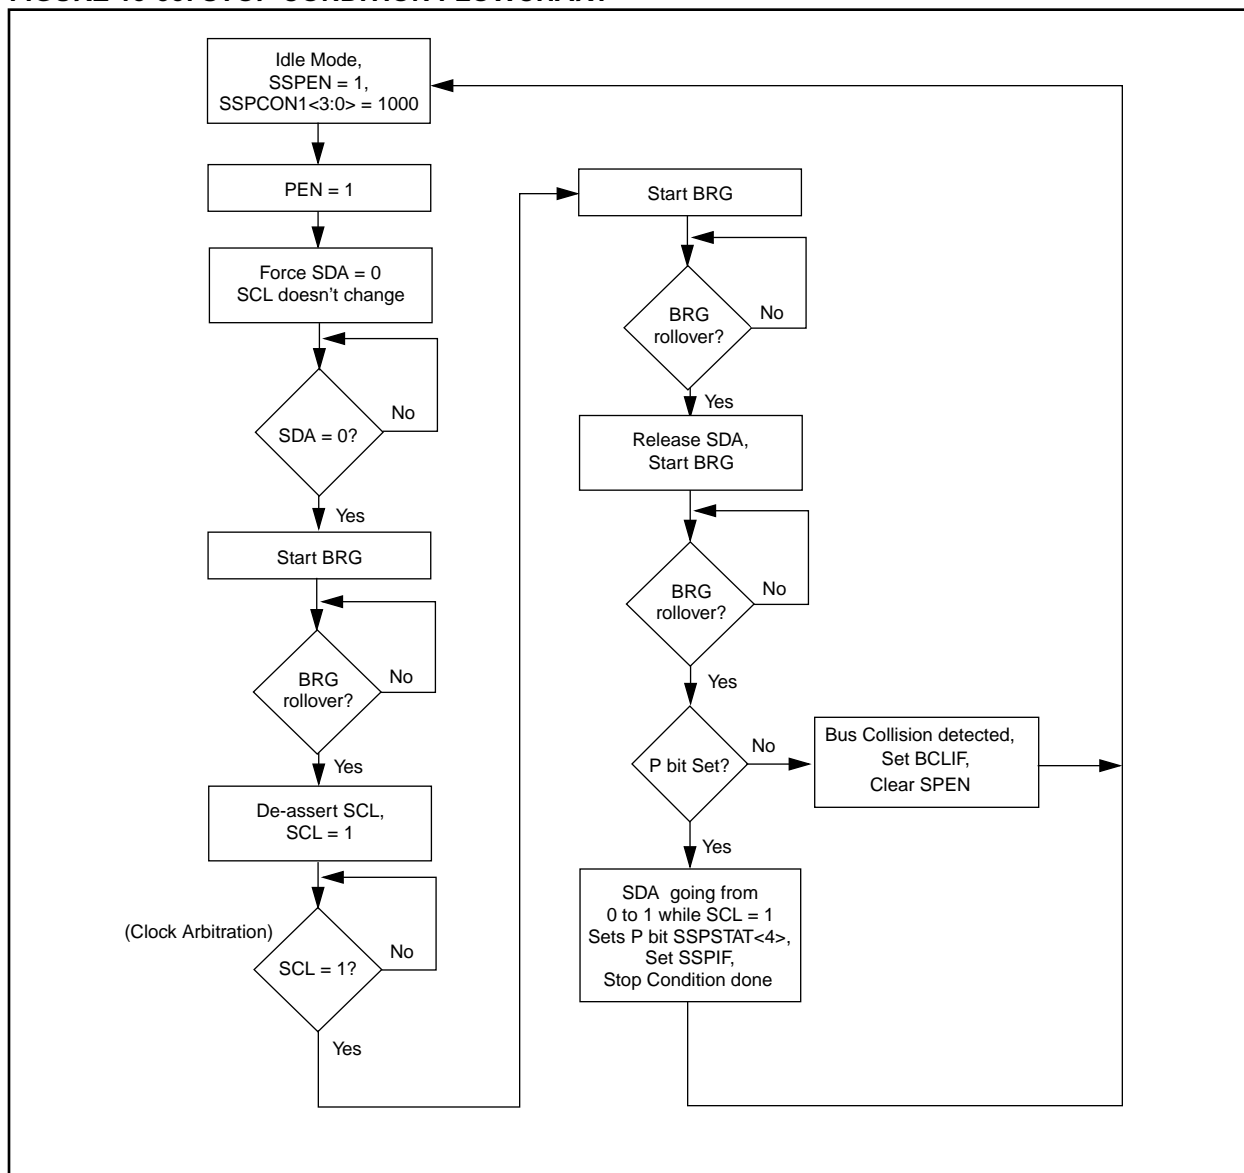 Idle Mode,
SSPEN = 1,
SSPCON1<3:0> = 1000
PEN = 1
Force SDA = 0
SCL doesn't change
No
SDA = 0?
Yes
Start BRG
BRG
rollover?
No
Yes
De-assert SCL,
SCL = 1
(Clock Arbitration)
SCL = 1?
No
Yes
Start BRG
BRG
rollover?
No
Yes
Release SDA,
Start BRG
BRG
rollover?
No
Yes
P bit Set?
No
Bus Collision detected,
Set BCLIF,
Clear SPEN
Yes
SDA going from
0 to 1 while SCL = 1
Sets P bit SSPSTAT<4>,
Set SSPIF,
Stop Condition done